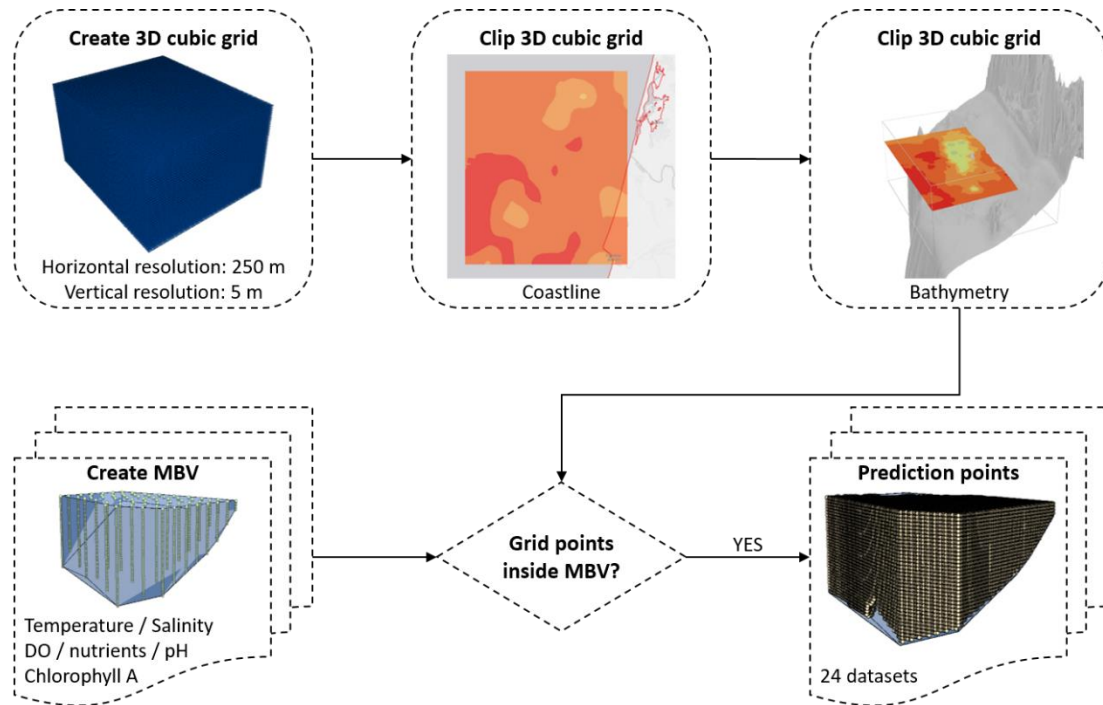 Create 3D cubic grid
Horizontal resolution: 250 m
Vertical resolution: 5 m
Clip 3D cubic grid
Coastline
Clip 3D cubic grid
Bathymetry
Create MBV
Temperature / Salinity
DO / nutrients / pH
Chlorophyll A
Grid points
inside MBV?
YES
Prediction points
24 datasets